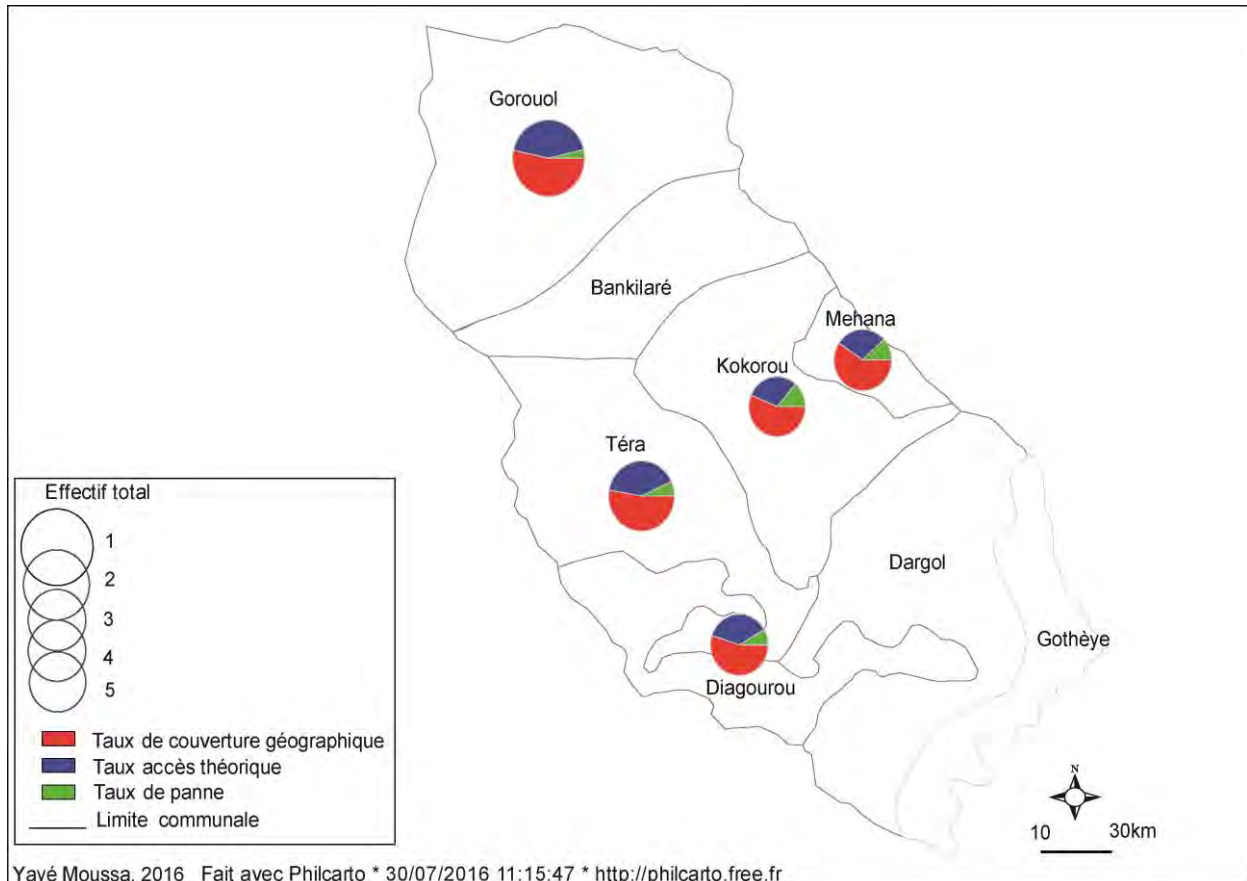 Gorouol
Bankilaré
Mehana
Kokorou
Téra
Dargol
Gothèye
Diagourou
Effectif total
1
2
3
4
5
Taux de couverture géographique
Taux accès théorique
Taux de panne
Limite communale
N
10 30km
Yayé Moussa, 2016 Fait avec Philcarto * 30/07/2016 11:15:47 * http://philcarto.free.fr